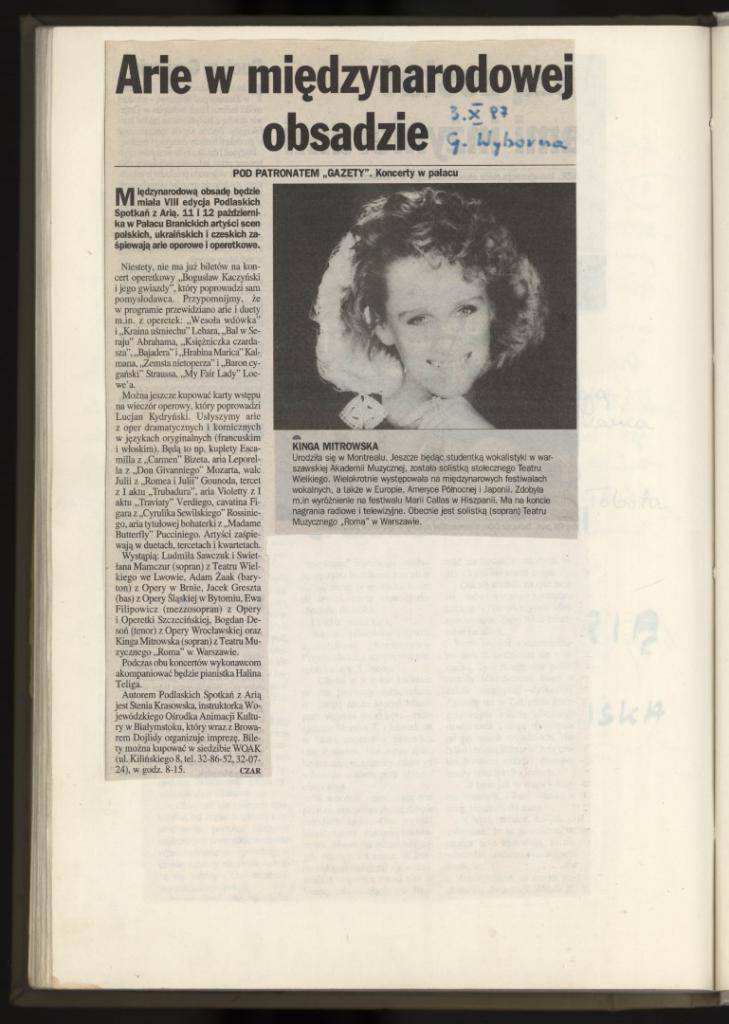 Arie w międzynarodowej
obsadzie
3.X 97
G. Wyborcza
POD PATRONATEM „GAZETY”. Koncerty w pałacu
Międzynarodową obsadę będzie
miała VIII edycja Podlaskich
Spotkań z Arią. 11 i 12 październi-
ka w Pałacu Branickich artyści scen
polskich, ukraińskich i czeskich za-
śpiewają arie operowe i operetkowe.
Niestety, nie ma już biletów na kon-
cert operetkowy „Bogusław Kaczyński
i jego gwiazdy”, który poprowadzi sam
pomysłodawca. Przypomnijmy, że
w programie przewidziano arie i duety
m.in. z operetek: „Wesoła wdówka”
i „Kraina uśmiechu” Lehara, „Bal w Se-
raju” Abrahama, „Księżniczka czarda-
sza”, „Bajadera” i „Hrabina Marica” Kal-
mana, „Zemsta nietoperza” i „Baron cy-
gański” Straussa, „My Fair Lady” Loe-
we'a.
Można jeszcze kupować karty wstępu
na wieczór operowy, który poprowadzi
Lucjan Kydryński. Usłyszymy arie
z oper dramatycznych i komicznych
w językach oryginalnych (francuskim
i włoskim). Będą to np. kuplety Esca-
milla z „Carmen” Bizeta, aria Leporel-
la z „Don Givanniego” Mozarta, walc
Julii z „Romea i Julii” Gounoda, tercet
z I aktu „Trubadura”, aria Violetty z I
aktu „Traviaty” Verdiego, cavatina Fi-
gara z „Cyrulika Sewilskiego” Rossinie-
go, aria tytułowej bohaterki z „Madame
Butterfly” Pucciniego. Artyści zaśpie-
wają w duetach, tercetach i kwartetach.
Wystąpią: Ludmiła Sawczuk i Swiet-
łana Mamczur (sopran) z Teatru Wiel-
kiego we Lwowie, Adam Żaak (bary-
ton) z Opery w Brnie, Jacek Greszta
(bas) z Opery Śląskiej w Bytomiu, Ewa
Filipowicz (mezzosopran) z Opery
i Operetki Szczecińskiej, Bogdan De-
soń (tenor) z Opery Wrocławskiej oraz
Kinga Mitrowska (sopran) z Teatru Mu-
zycznego „Roma” w Warszawie.
Podczas obu koncertów wykonawcom
akompaniować będzie pianistka Halina
Teliga.
Autorem Podlaskich Spotkań z Arią
jest Stenia Krasowska, instruktorka Wo-
jewódzkiego Ośrodka Animacji Kultu-
ry w Białymstoku, który wraz z Browa-
rem Dojlidy organizuje imprezę. Bile-
ty można kupować w siedzibie WOAK
(ul. Kilińskiego 8, tel. 32-86-52, 32-07-
24), w godz. 8-15. CZAR
KINGA MITROWSKA
Urodziła się w Montrealu. Jeszcze będąc studentką wokalistyki w war-
szawskiej Akademii Muzycznej, została solistką stołecznego Teatru
Wielkiego. Wielokrotnie występowała na międzynarodowych festiwalach
wokalnych, a także w Europie, Ameryce Północnej i Japonii. Zdobyła
m.in wyróżnienie na festiwalu Marii Callas w Hiszpanii. Ma na koncie
nagrania radiowe i telewizyjne. Obecnie jest solistką (sopran) Teatru
Muzycznego „Roma” w Warszawie.